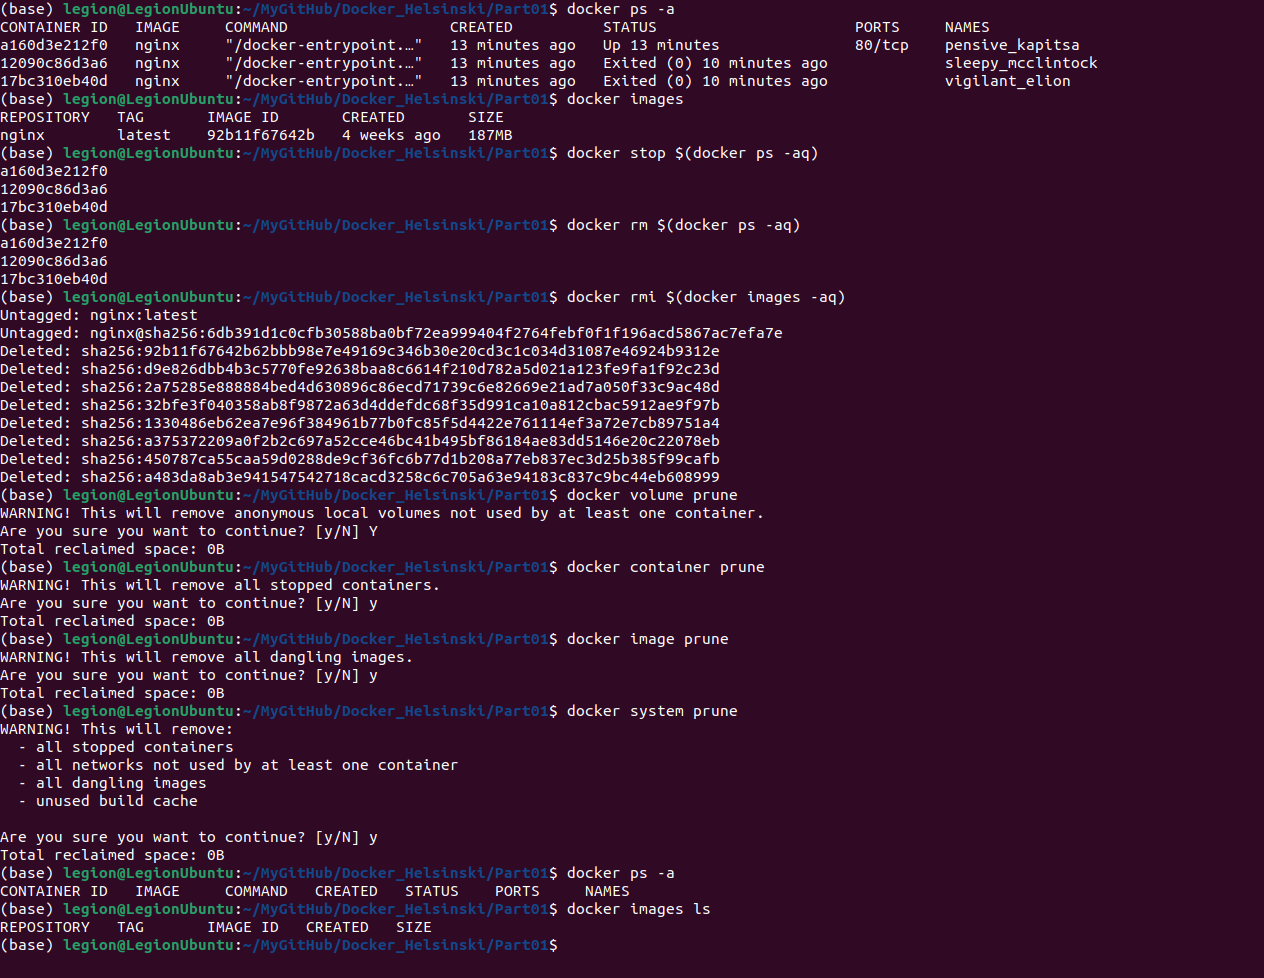 (base) legion@LegionUbuntu:~/MyGitHub/Docker_Helsinski/Part01$ docker ps -a
CONTAINER ID   IMAGE     COMMAND                  CREATED          STATUS                      PORTS     NAMES
a160d3e212f0   nginx     "/docker-entrypoint.…"   13 minutes ago   Up 13 minutes               80/tcp    pensive_kapitsa
12090c86d3a6   nginx     "/docker-entrypoint.…"   13 minutes ago   Exited (0) 10 minutes ago             sleepy_mcclintock
17bc310eb40d   nginx     "/docker-entrypoint.…"   13 minutes ago   Exited (0) 10 minutes ago             vigilant_elion
(base) legion@LegionUbuntu:~/MyGitHub/Docker_Helsinski/Part01$ docker images
REPOSITORY   TAG       IMAGE ID       CREATED       SIZE
nginx        latest    92b11f67642b   4 weeks ago   187MB
(base) legion@LegionUbuntu:~/MyGitHub/Docker_Helsinski/Part01$ docker stop $(docker ps -aq)
a160d3e212f0
12090c86d3a6
17bc310eb40d
(base) legion@LegionUbuntu:~/MyGitHub/Docker_Helsinski/Part01$ docker rm $(docker ps -aq)
a160d3e212f0
12090c86d3a6
17bc310eb40d
(base) legion@LegionUbuntu:~/MyGitHub/Docker_Helsinski/Part01$ docker rmi $(docker images -aq)
Untagged: nginx:latest
Untagged: nginx@sha256:6db391d1c0cfb30588ba0bf72ea999404f2764febf0f1f196acd5867ac7efa7e
Deleted: sha256:92b11f67642b62bbb98e7e49169c346b30e20cd3c1c034d31087e46924b9312e
Deleted: sha256:d9e826dbb4b3c5770fe92638baa8c6614f210d782a5d021a123fe9fa1f92c23d
Deleted: sha256:2a75285e888884bed4d630896c86ecd71739c6e82669e21ad7a050f33c9ac48d
Deleted: sha256:32bfe3f040358ab8f9872a63d4ddefdc68f35d991ca10a812cbac5912ae9f97b
Deleted: sha256:1330486eb62ea7e96f384961b77b0fc85f5d4422e761114ef3a72e7cb89751a4
Deleted: sha256:a375372209a0f2b2c697a52cce46bc41b495bf86184ae83dd5146e20c22078eb
Deleted: sha256:450787ca55caa59d0288de9cf36fc6b77d1b208a77eb837ec3d25b385f99cafb
Deleted: sha256:a483da8ab3e941547542718cacd3258c6c705a63e94183c837c9bc44eb608999
(base) legion@LegionUbuntu:~/MyGitHub/Docker_Helsinski/Part01$ docker volume prune
WARNING! This will remove anonymous local volumes not used by at least one container.
Are you sure you want to continue? [y/N] Y
Total reclaimed space: 0B
(base) legion@LegionUbuntu:~/MyGitHub/Docker_Helsinski/Part01$ docker container prune
WARNING! This will remove all stopped containers.
Are you sure you want to continue? [y/N] y
Total reclaimed space: 0B
(base) legion@LegionUbuntu:~/MyGitHub/Docker_Helsinski/Part01$ docker image prune
WARNING! This will remove all dangling images.
Are you sure you want to continue? [y/N] y
Total reclaimed space: 0B
(base) legion@LegionUbuntu:~/MyGitHub/Docker_Helsinski/Part01$ docker system prune
WARNING! This will remove:
  - all stopped containers
  - all networks not used by at least one container
  - all dangling images
  - unused build cache
Are you sure you want to continue? [y/N] y
Total reclaimed space: 0B
(base) legion@LegionUbuntu:~/MyGitHub/Docker_Helsinski/Part01$ docker ps -a
CONTAINER ID   IMAGE     COMMAND   CREATED   STATUS    PORTS     NAMES
(base) legion@LegionUbuntu:~/MyGitHub/Docker_Helsinski/Part01$ docker images ls
REPOSITORY   TAG       IMAGE ID   CREATED   SIZE
(base) legion@LegionUbuntu:~/MyGitHub/Docker_Helsinski/Part01$